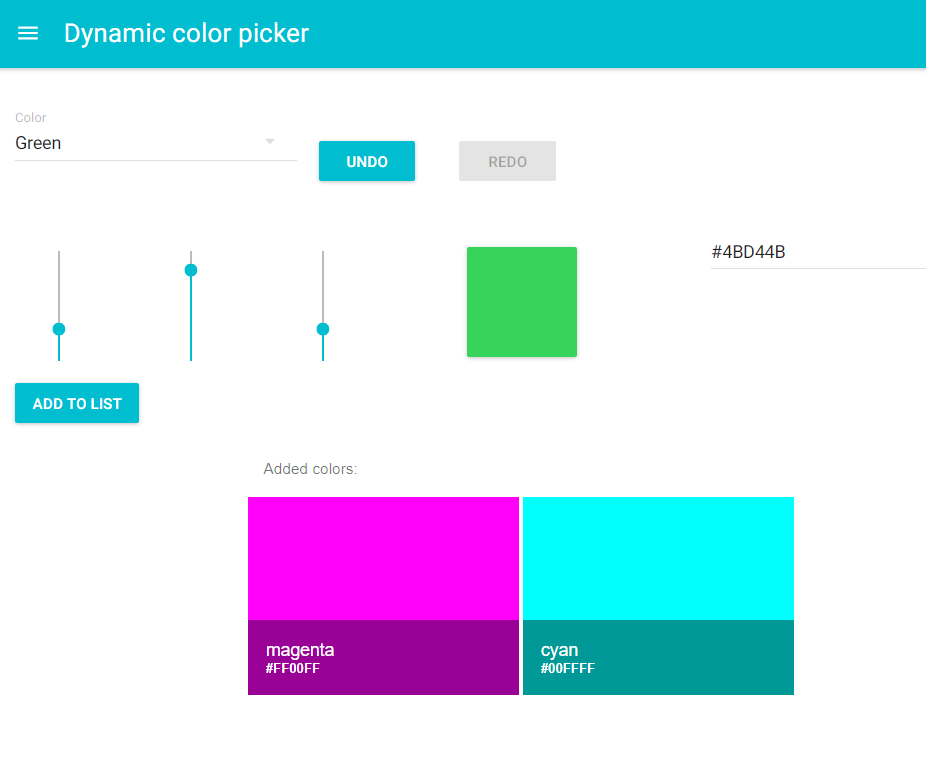 Dynamic color picker
Color
Green
UNDO
REDO
#4BD44B
ADD TO LIST
Added colors:
magenta
#FF00FF
cyan
#00FFFF